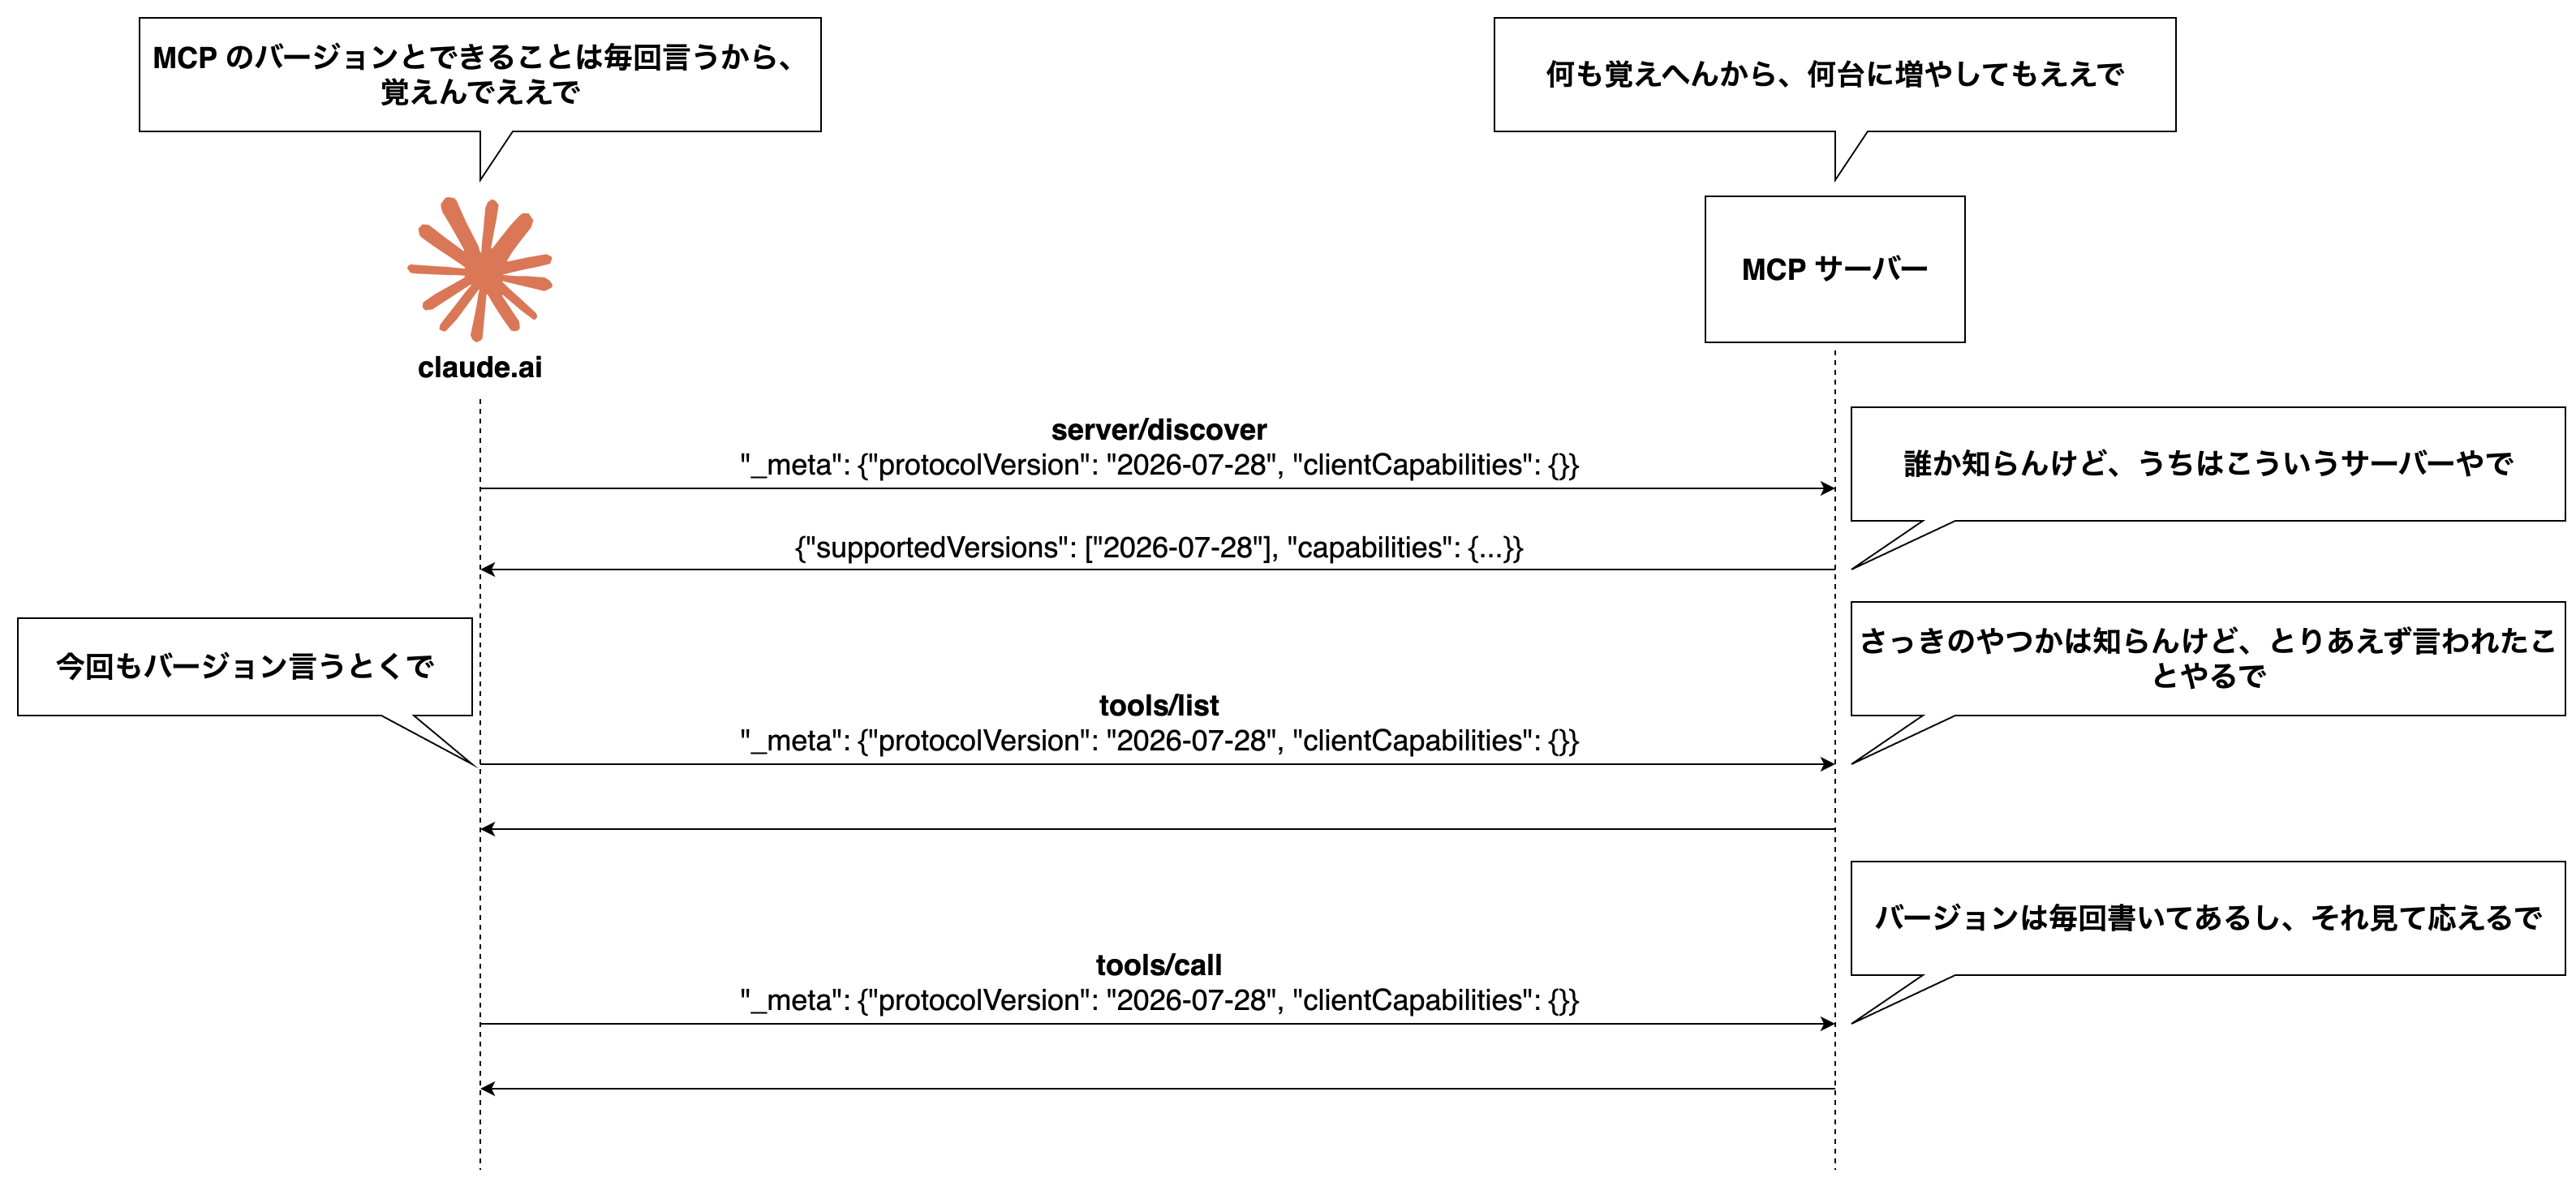 MCP のバージョンとできることは毎回言うから、
覚えんでええで
何も覚えへんから、何台に増やしてもええで
MCP サーバー
claude.ai
server/discover
"_meta": {"protocolVersion": "2026-07-28", "clientCapabilities": {}}
誰か知らんけど、うちはこういうサーバーやで
{"supportedVersions": ["2026-07-28"], "capabilities": {...}}
今回もバージョン言うとくで
さっきのやつかは知らんけど、とりあえず言われたこ
とやるで
tools/list
"_meta": {"protocolVersion": "2026-07-28", "clientCapabilities": {}}
バージョンは毎回書いてあるし、それ見て応えるで
tools/call
"_meta": {"protocolVersion": "2026-07-28", "clientCapabilities": {}}